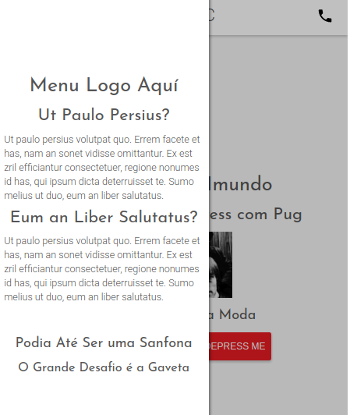 Menu Logo Aquí
Ut Paulo Persius?
Ut paulo persius volutpat quo. Errem facete et
has, nam an sonet vidisse omittantur. Ex est
zril efficiantur consectetuer, regione nonumes
id has, qui ipsum dicta deterruisset te. Sumo
melius ut duo, eum an liber salutatus.
Eum an Liber Salutatus?
Ut paulo persius volutpat quo. Errem facete et
has, nam an sonet vidisse omittantur. Ex est
zril efficiantur consectetuer, regione nonumes
id has, qui ipsum dicta deterruisset te. Sumo
melius ut duo, eum an liber salutatus.
Podia Até Ser uma Sanfona
O Grande Desafio é a Gaveta
C
lmundo
ess com Pug
a Moda
DEPRESS ME